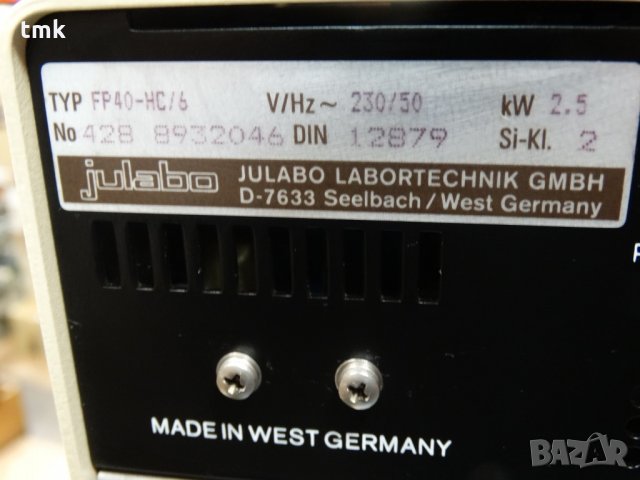 tmk
TYP FP40-HC/6 V/Hz~ 230/50 kW 2.5
No 428 8932046 DIN 12879 Si-Kl. 2
julabo JULABO LABORTECHNIK GMBH
D-7633 Seelbach/West Germany
MADE IN WEST GERMANY
BAZAR